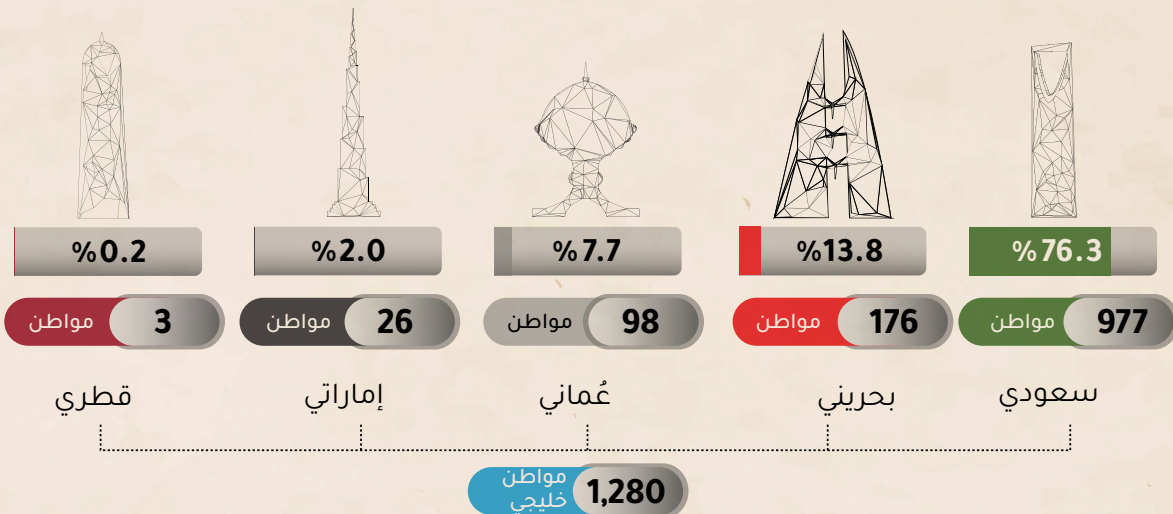 %76.3
%13.8
%7.7
%2.0
%0.2
977 مواطن
176 مواطن
98 مواطن
26 مواطن
3 مواطن
سعودي
بحريني
عُماني
إماراتي
قطري
1,280 مواطن
خليجي